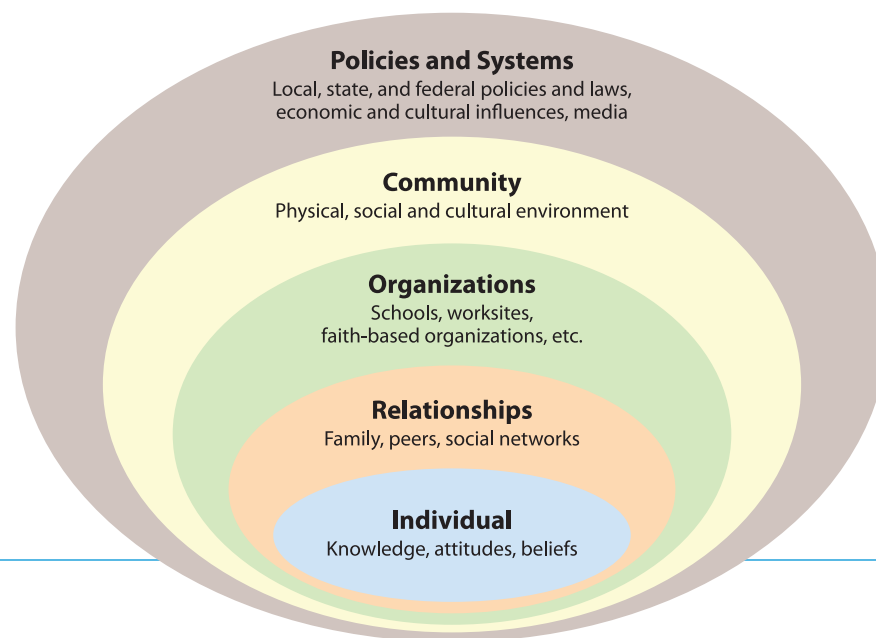 Policies and Systems
Local, state, and federal policies and laws,
economic and cultural influences, media
Community
Physical, social and cultural environment
Organizations
Schools, worksites,
faith-based organizations, etc.
Relationships
Family, peers, social networks
Individual
Knowledge, attitudes, beliefs